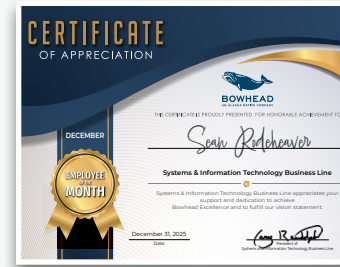 CERTIFICATE
OF APPRECIATION
BOWHEAD
AN ALASKA NATIVE COMPANY
THIS CERTIFICATE IS PROUDLY PRESENTED FOR HONORABLE ACHIEVEMENT TO
DECEMBER
Sean Rodeheaver
EMPLOYEE
OF THE
MONTH
Systems & Information Technology Business Line
Systems & Information Technology Business Line appreciates your
support and dedication to achieve
Bowhead Excellence and to fulfill our vision statement.
December 31, 2025
Date
President of
Systems & Information Technology Business Line